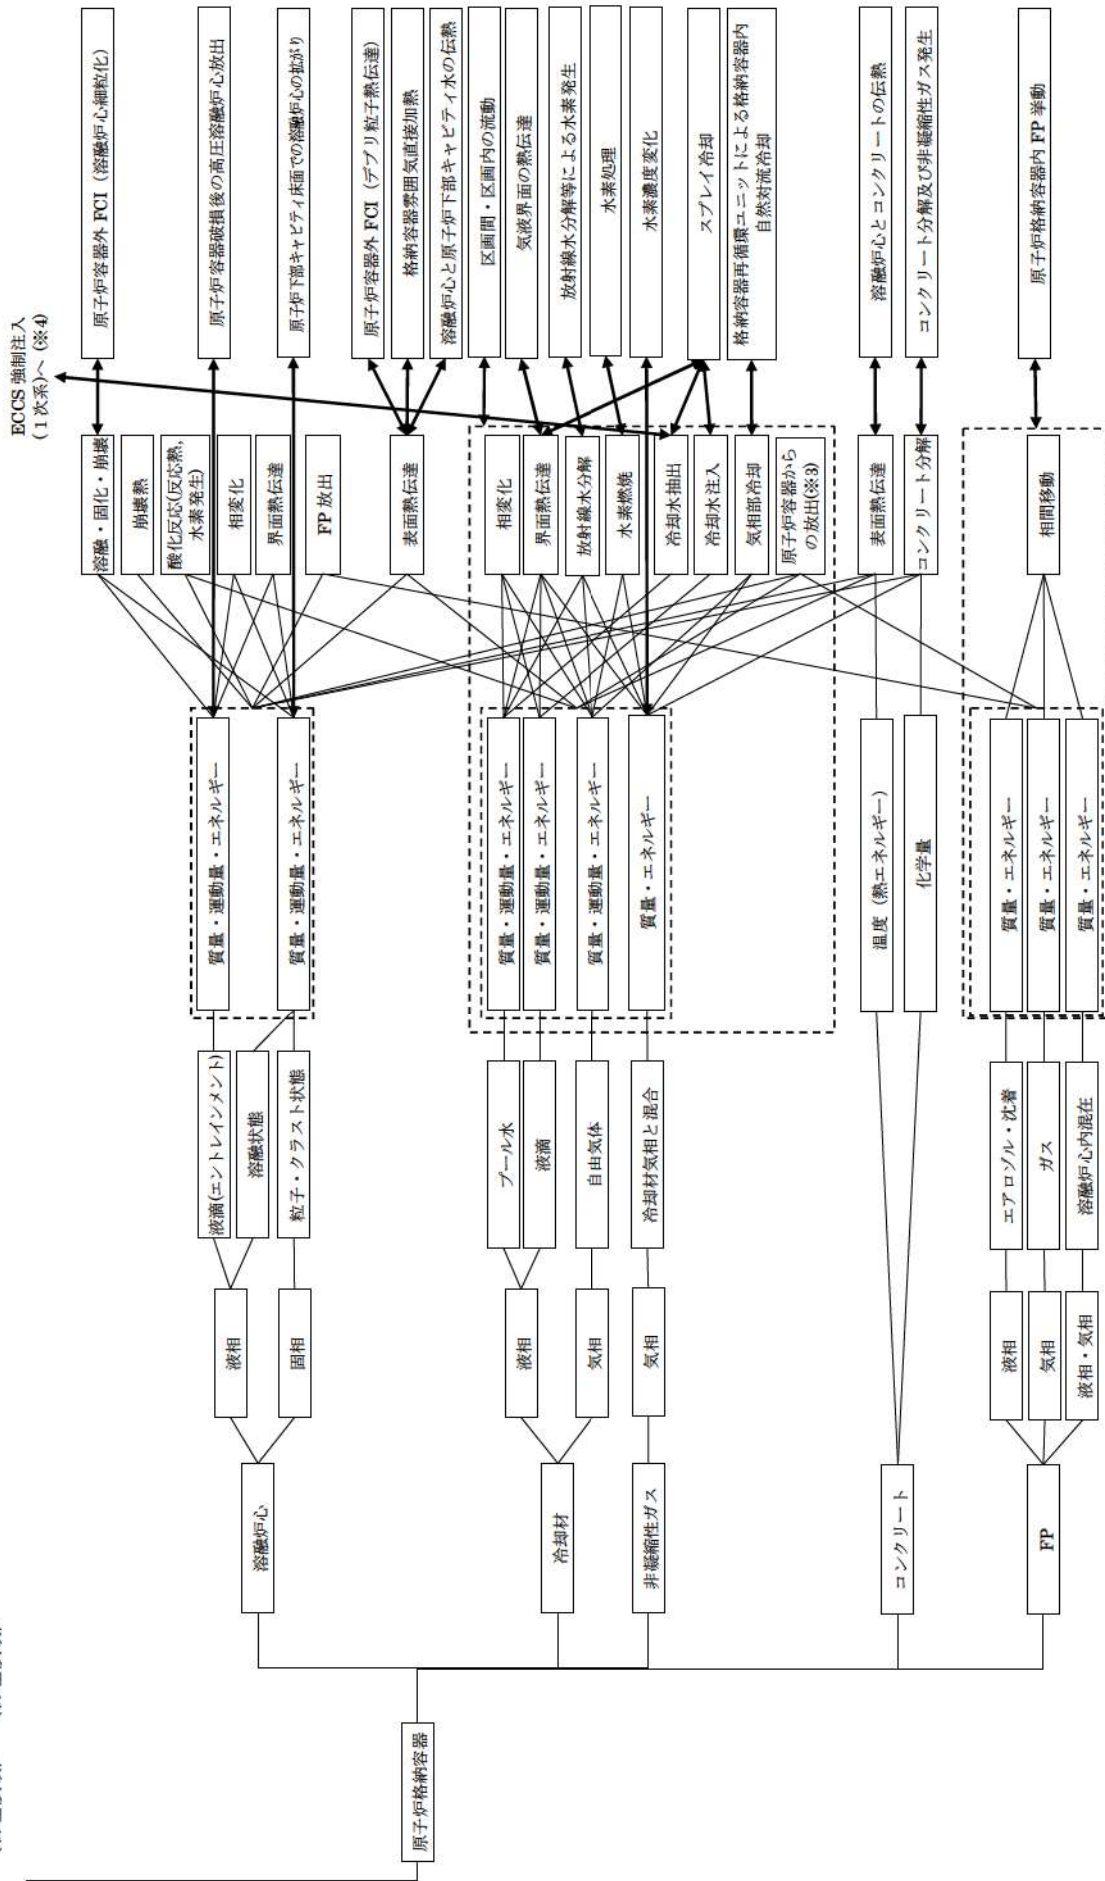 原子炉格納容器
溶融炉心
冷却材
非凝縮性ガス
コンクリート
FP
液相
固相
液相
気相
気相
液相
気相
液相・気相
液滴(エントレインメント)
溶融状態
粒子・クラスト状態
プール水
液滴
自由気体
冷却材気相と混合
エアロゾル・沈着
ガス
溶融炉心内混在
質量・運動量・エネルギー
質量・運動量・エネルギー
質量・運動量・エネルギー
質量・運動量・エネルギー
質量・運動量・エネルギー
質量・エネルギー
温度（熱エネルギー）
化学量
質量・エネルギー
質量・エネルギー
質量・エネルギー
溶融・固化・崩壊
崩壊熱
酸化反応(反応熱,
水素発生)
相変化
界面熱伝達
FP 放出
表面熱伝達
相変化
界面熱伝達
放射線水分解
水素燃焼
冷却水抽出
冷却水注入
気相部冷却
原子炉容器から
の放出(※3)
表面熱伝達
コンクリート分解
相間移動
ECCS 強制注入
(１次系)へ (※4)
原子炉容器外 FCI（溶融炉心細粒化）
原子炉容器破損後の高圧溶融炉心放出
原子炉下部キャビティ床面での溶融炉心の拡がり
原子炉容器外 FCI（デブリ粒子熱伝達）
格納容器雰囲気直接加熱
溶融炉心と原子炉下部キャビティ水の伝熱
区画間・区画内の流動
気液界面の熱伝達
放射線水分解等による水素発生
水素処理
水素濃度変化
スプレイ冷却
格納容器再循環ユニットによる格納容器内
自然対流冷却
溶融炉心とコンクリートの伝熱
コンクリート分解及び非凝縮性ガス発生
原子炉格納容器内 FP 挙動